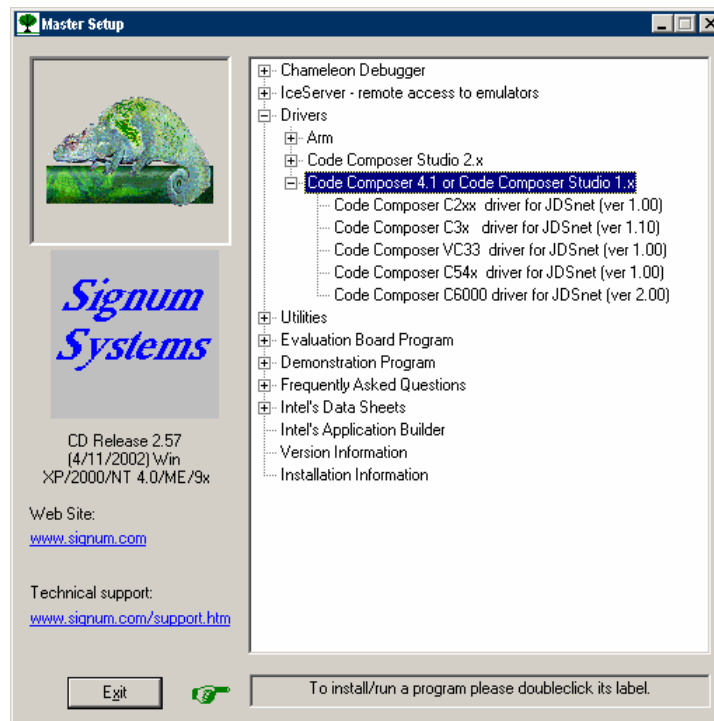 Master Setup
Chameleon Debugger
IceServer - remote access to emulators
Drivers
Arm
Code Composer Studio 2.x
Code Composer 4.1 or Code Composer Studio 1.x
Code Composer C2xx driver for JDSnet (ver 1.00)
Code Composer C3x driver for JDSnet (ver 1.10)
Code Composer VC33 driver for JDSnet (ver 1.00)
Code Composer C54x driver for JDSnet (ver 1.00)
Code Composer C6000 driver for JDSnet (ver 2.00)
Utilities
Evaluation Board Program
Demonstration Program
Frequently Asked Questions
Intel's Data Sheets
Intel's Application Builder
Version Information
Installation Information
Signum
Systems
CD Release 2.57
(4/11/2002) Win
XP/2000/NT 4.0/ME/9x
Web Site:
www.signum.com
Technical support:
www.signum.com/support.htm
Exit
To install/run a program please doubleclick its label.